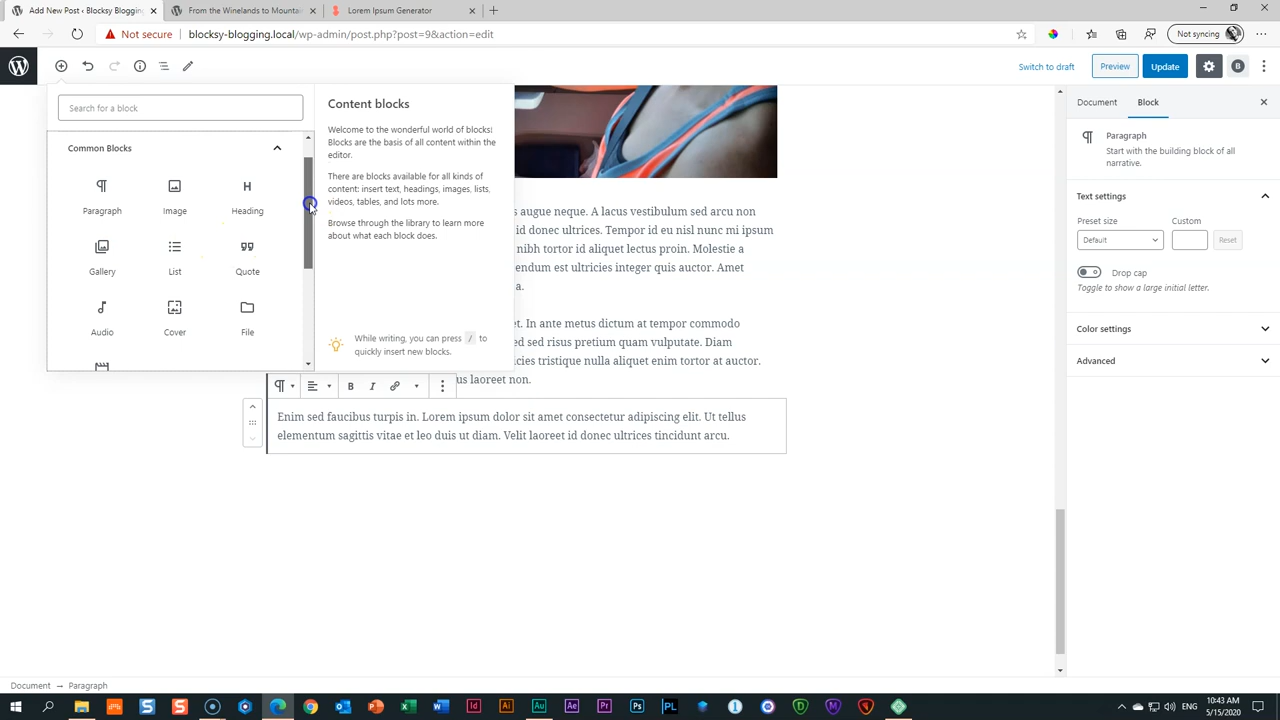 Add New Post ‹ Blocksy Blogging
From the Winelands to Mountain
Lorem Ipsum Generator
Not secure
blocksy-blogging.local/wp-admin/post.php?post=9&action=edit
Not syncing
Switch to draft
Preview
Update
Search for a block
Common Blocks
Paragraph
Image
Heading
Gallery
List
Quote
Audio
Cover
File
Content blocks
Welcome to the wonderful world of blocks!
Blocks are the basis of all content within the
editor.
There are blocks available for all kinds of
content: insert text, headings, images, lists,
videos, tables, and lots more.
Browse through the library to learn more
about what each block does.
While writing, you can press / to
quickly insert new blocks.
s augue neque. A lacus vestibulum sed arcu non
id donec ultrices. Tempor id eu nisl nunc mi ipsum
nibh tortor id aliquet lectus proin. Molestie a
endum est ultricies integer quis auctor. Amet
a.
et. In ante metus dictum at tempor commodo
ed sed risus pretium quam vulputate. Diam
icies tristique nulla aliquet enim tortor at auctor.
us laoreet non.
B
I
Enim sed faucibus turpis in. Lorem ipsum dolor sit amet consectetur adipiscing elit. Ut tellus
elementum sagittis vitae et leo duis ut diam. Velit laoreet id donec ultrices tincidunt arcu.
Document
Block
Paragraph
Start with the building block of all
narrative.
Text settings
Preset size
Custom
Default
Reset
Drop cap
Toggle to show a large initial letter.
Color settings
Advanced
Document → Paragraph
10:43 AM
5/15/2020